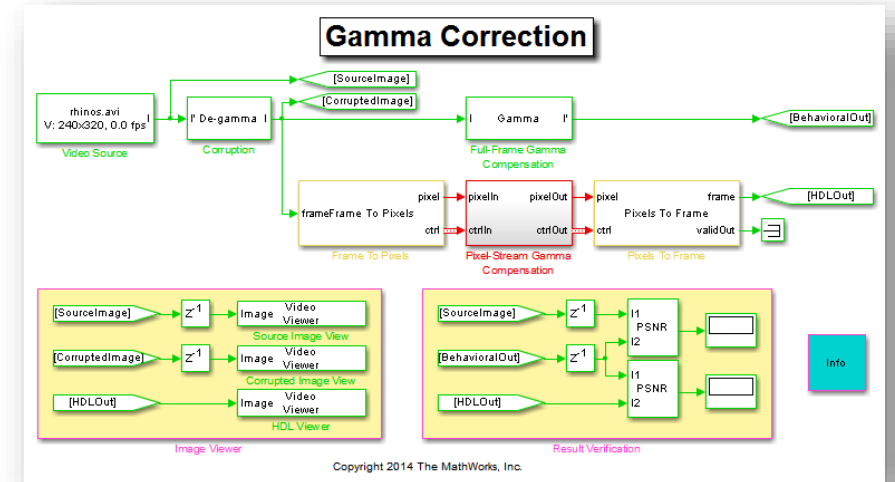 Gamma Correction
[SourceImage]
[CorruptedImage]
rhinos.avi
V: 240x320, 0.0 fps
I
Video Source
I' De-gamma I
Corruption
I Gamma I'
Full-Frame Gamma
Compensation
[BehavioralOut]
frame Frame To Pixels
pixel
ctrl
Frame To Pixels
pixelIn pixelOut
ctrlIn ctrlOut
Pixel-Stream Gamma
Compensation
pixel frame
Pixels To Frame
ctrl validOut
Pixels To Frame
[HDLOut]
[SourceImage]
z-1
Image Video
Viewer
Source Image View
[CorruptedImage]
z-1
Image Video
Viewer
Corrupted Image View
[HDLOut]
Image Video
Viewer
HDL Viewer
Image Viewer
[SourceImage]
z-1
I1
PSNR
I2
[BehavioralOut]
z-1
I1
PSNR
I2
[HDLOut]
Result Verification
Info
Copyright 2014 The MathWorks, Inc.